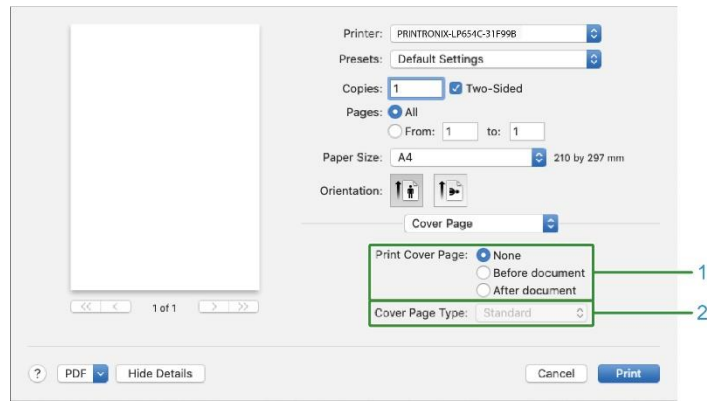 Printer: PRINTRONIX-LP654C-31F99B
Presets: Default Settings
Copies: 1 Two-Sided
Pages: All
From: 1 to: 1
Paper Size: A4 210 by 297 mm
Orientation:
Cover Page
Print Cover Page: None
Before document
After document
1
Cover Page Type: Standard
2
<< < 1 of 1 > >>
? PDF Hide Details Cancel Print